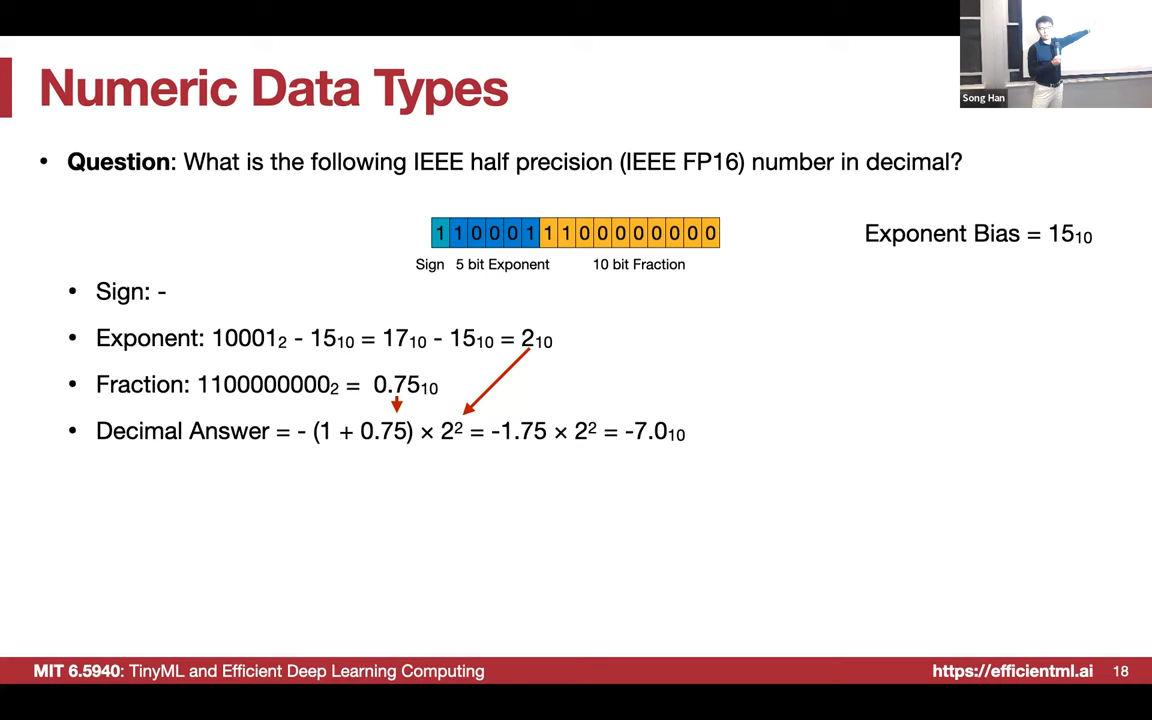 Song Han
Numeric Data Types
• Question: What is the following IEEE half precision (IEEE FP16) number in decimal?
1 1 0 0 0 1 1 1 0 0 0 0 0 0 0 0
Exponent Bias = 15₁₀
Sign 5 bit Exponent 10 bit Fraction
• Sign: -
• Exponent: 10001₂ - 15₁₀ = 17₁₀ - 15₁₀ = 2₁₀
• Fraction: 1100000000₂ = 0.75₁₀
• Decimal Answer = - (1 + 0.75) × 2² = -1.75 × 2² = -7.0₁₀
MIT 6.5940: TinyML and Efficient Deep Learning Computing
https://efficientml.ai 18